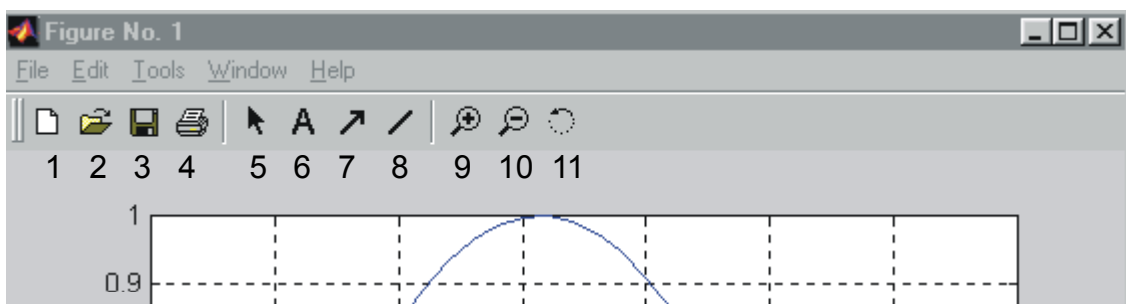 Figure No. 1
File Edit Tools Window Help
A
1 2 3 4 5 6 7 8 9 10 11
1
0.9